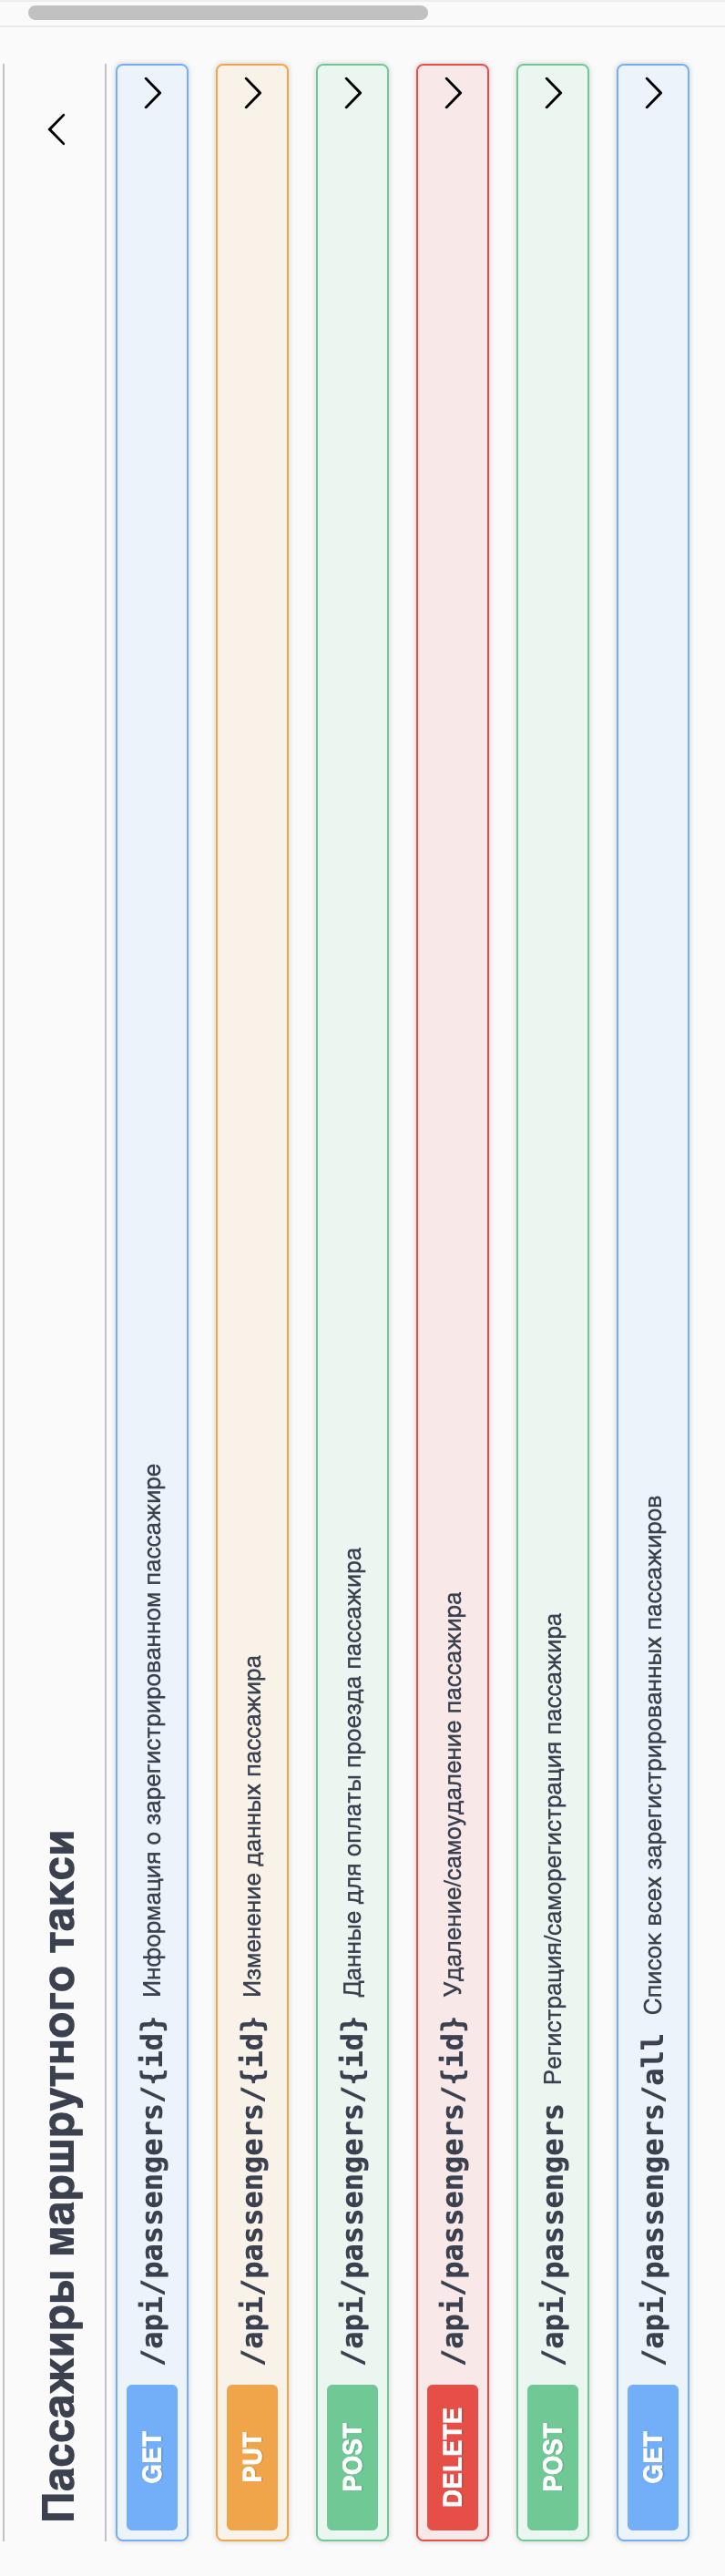 Пассажиры маршрутного такси
GET /api/passengers/{id} Информация о зарегистрированном пассажире
PUT /api/passengers/{id} Изменение данных пассажира
POST /api/passengers/{id} Данные для оплаты проезда пассажира
DELETE /api/passengers/{id} Удаление/самоудаление пассажира
POST /api/passengers Регистрация/саморегистрация пассажира
GET /api/passengers/all Список всех зарегистрированных пассажиров